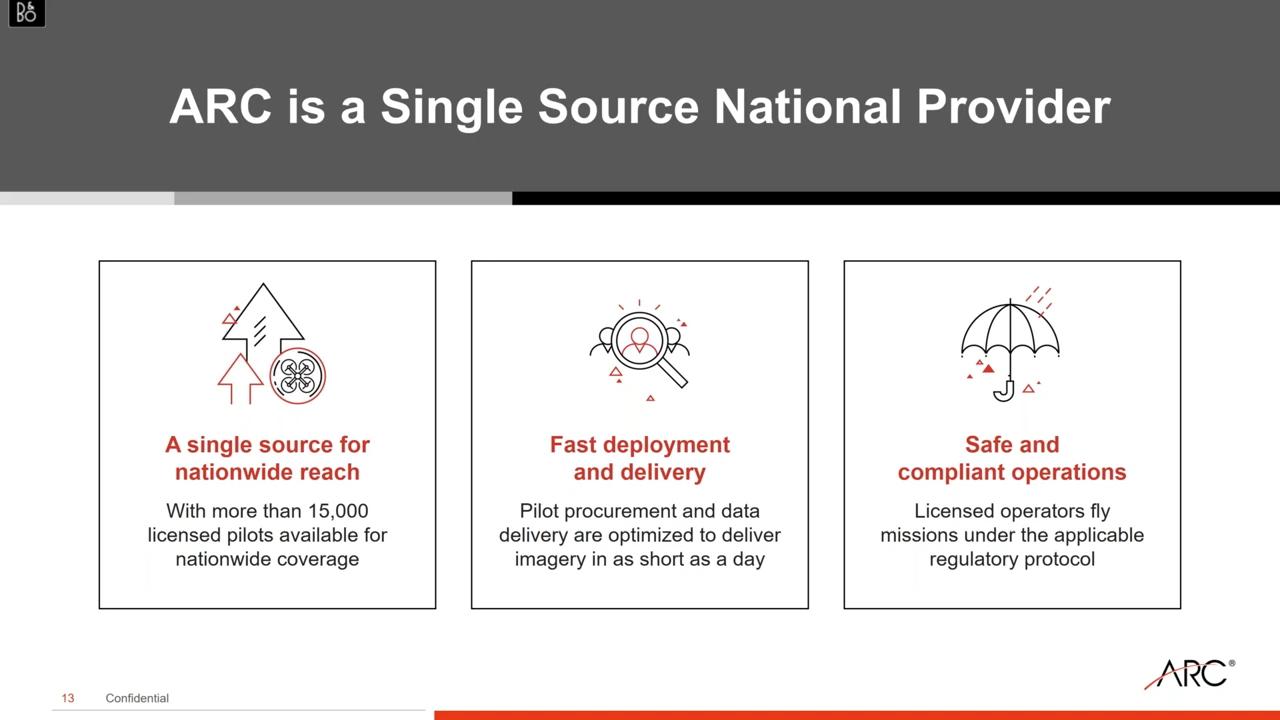 B&O
ARC is a Single Source National Provider
A single source for
nationwide reach
With more than 15,000
licensed pilots available for
nationwide coverage
Fast deployment
and delivery
Pilot procurement and data
delivery are optimized to deliver
imagery in as short as a day
Safe and
compliant operations
Licensed operators fly
missions under the applicable
regulatory protocol
ARC®
13 Confidential